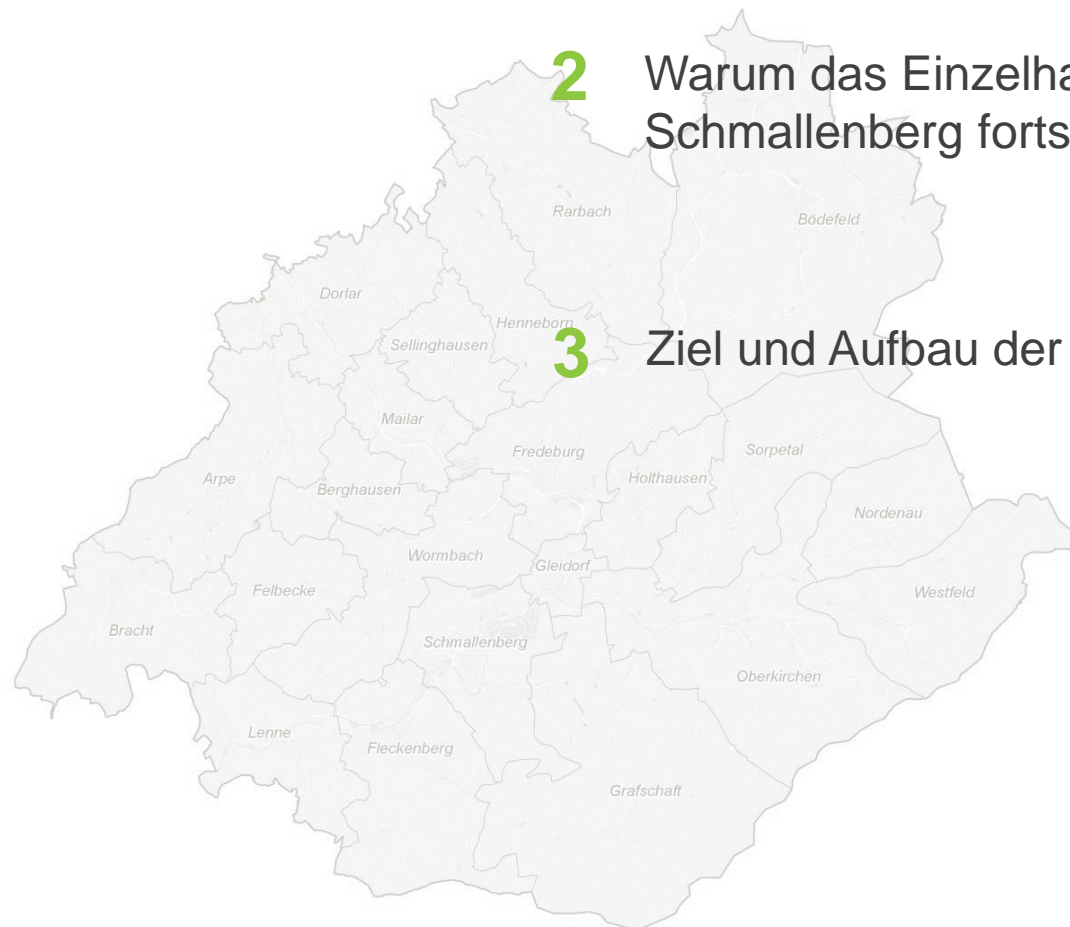 2 Warum das Einzelha
Schmallenberg forts
Rarbach
Bödefeld
Dorlar
Henneborn
Sellinghausen
3 Ziel und Aufbau der
Mailar
Fredeburg
Sorpetal
Arpe
Berghausen
Holthausen
Nordenau
Wormbach
Gleidorf
Felbecke
Westfeld
Bracht
Schmallenberg
Oberkirchen
Lenne
Fleckenberg
Grafschaft